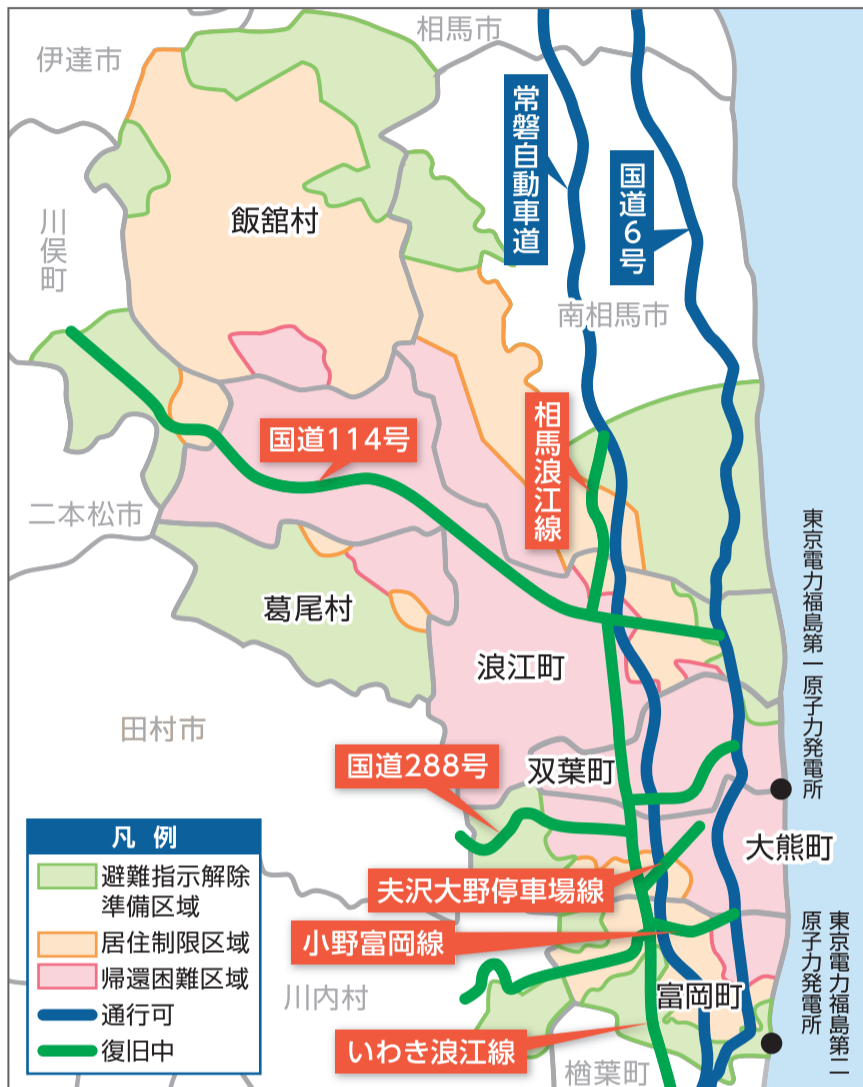 相馬市
伊達市
常磐自動車道
国道6号
川俣町
飯舘村
南相馬市
国道114号
相馬浪江線
二本松市
東京電力福島第一原子力発電所
葛尾村
浪江町
田村市
国道288号
双葉町
大熊町
凡 例
避難指示解除
準備区域
居住制限区域
帰還困難区域
通行可
復旧中
夫沢大野停車場線
小野富岡線
東京電力福島第二
原子力発電所
川内村
富岡町
いわき浪江線
楢葉町